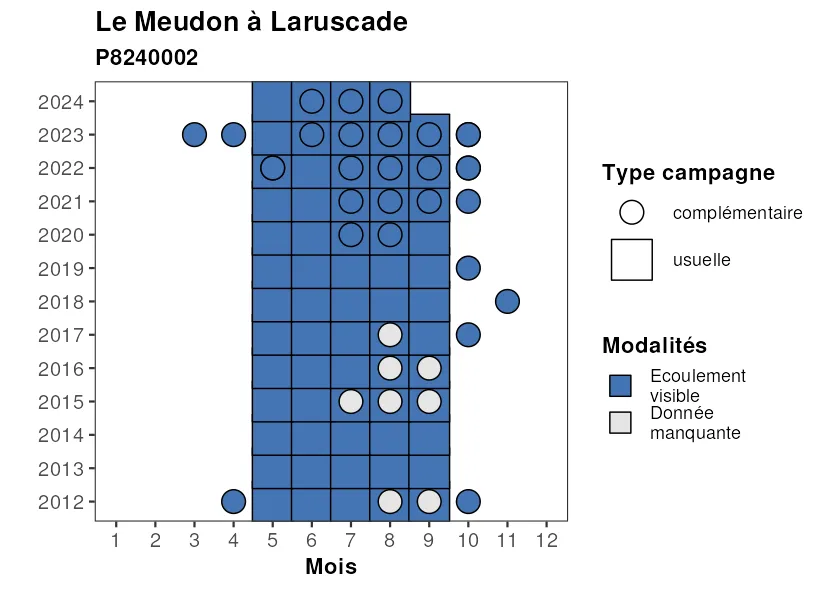 Le Meudon à Laruscade
P8240002
2024
2023
2022
2021
2020
2019
2018
2017
2016
2015
2014
2013
2012
1 2 3 4 5 6 7 8 9 10 11 12
Mois
Type campagne
complémentaire
usuelle
Modalités
Ecoulement
visible
Donnée
manquante